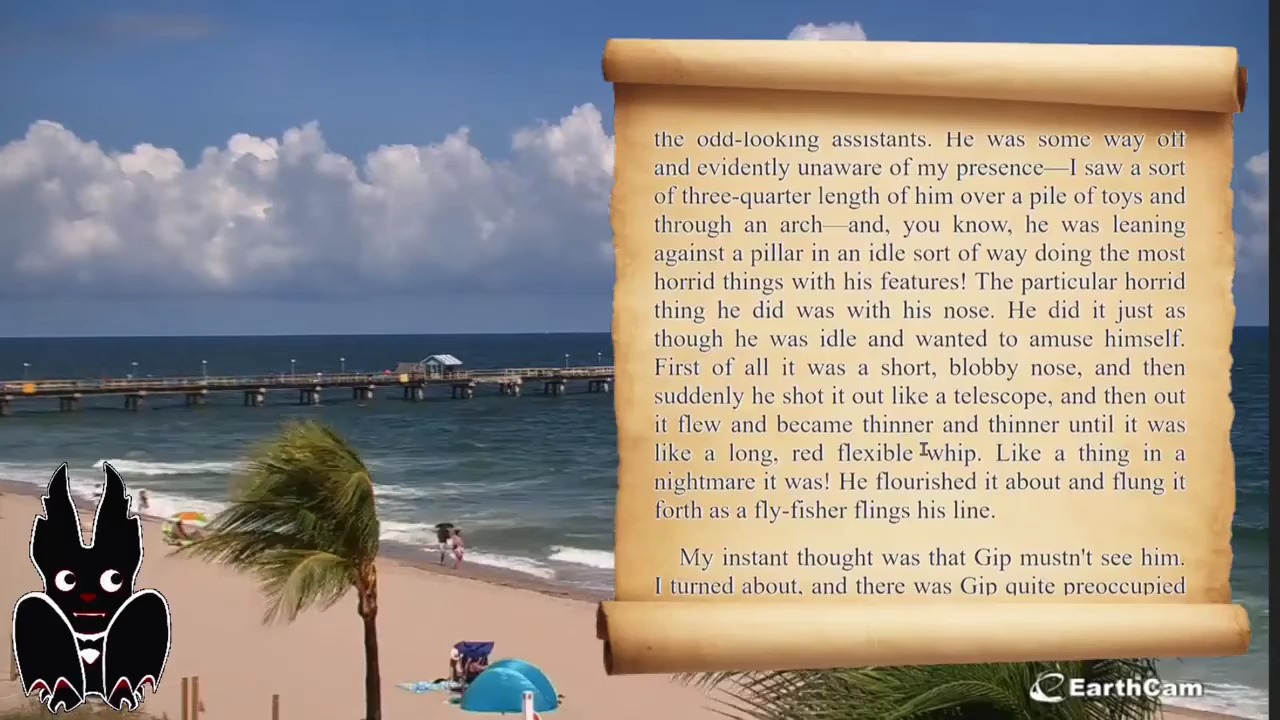 the odd-looking assistants. He was some way off
and evidently unaware of my presence—I saw a sort
of three-quarter length of him over a pile of toys and
through an arch—and, you know, he was leaning
against a pillar in an idle sort of way doing the most
horrid things with his features! The particular horrid
thing he did was with his nose. He did it just as
though he was idle and wanted to amuse himself.
First of all it was a short, blobby nose, and then
suddenly he shot it out like a telescope, and then out
it flew and became thinner and thinner until it was
like a long, red flexible whip. Like a thing in a
nightmare it was! He flourished it about and flung it
forth as a fly-fisher flings his line.
My instant thought was that Gip mustn't see him.
I turned about, and there was Gip quite preoccupied
EarthCam